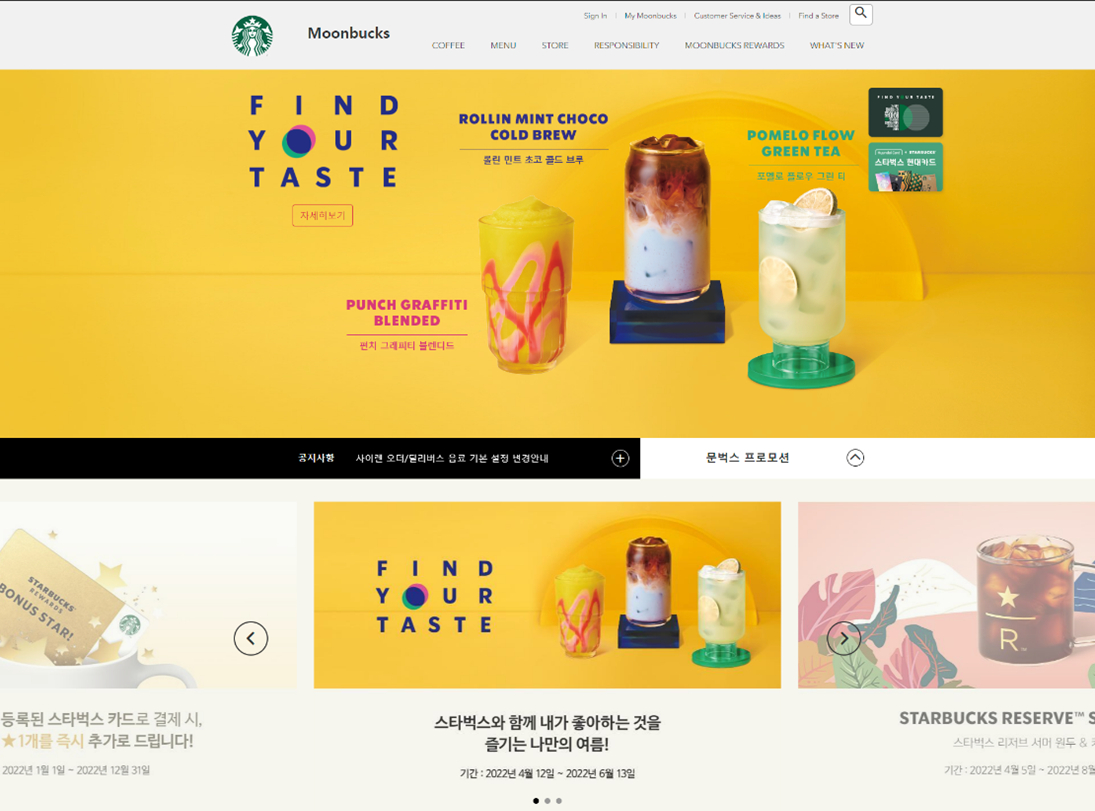 Moonbucks
Sign In
My Moonbucks
Customer Service & Ideas
Find a Store
COFFEE
MENU
STORE
RESPONSIBILITY
MOONBUCKS REWARDS
WHAT'S NEW
FIND
YOUR
TASTE
자세히보기
ROLLIN MINT CHOCO
COLD BREW
롤린 민트 초코 콜드 브루
POMELO FLOW
GREEN TEA
포멜로 플로우 그린 티
PUNCH GRAFFITI
BLENDED
펀치 그래피티 블렌디드
FIND YOUR TASTE
스타벅스 현대카드
공지사항
사이렌 오더/딜리버스 음료 기본 설정 변경안내
문벅스 프로모션
STARBUCKS
REWARDS
BONUS STAR!
등록된 스타벅스 카드로 결제 시,
★1개를 즉시 추가로 드립니다!
2022년 1월 1일 ~ 2022년 12월 31일
FIND
YOUR
TASTE
스타벅스와 함께 내가 좋아하는 것을
즐기는 나만의 여름!
기간 : 2022년 4월 12일 ~ 2022년 6월 13일
R
STARBUCKS RESERVE™ S
스타벅스 리저브 서머 원두 &
기간 : 2022년 4월 5일 ~ 2022년 8월